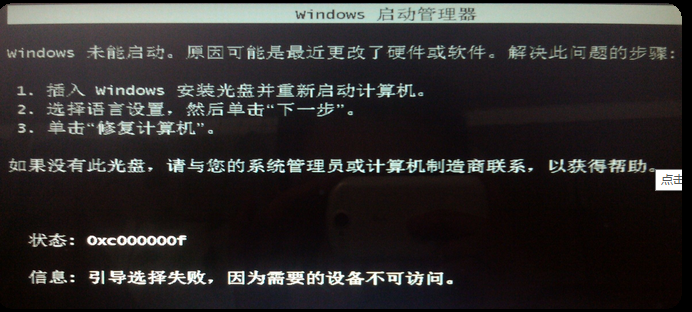 Windows 启动管理器
Windows 未能启动。原因可能是最近更改了硬件或软件。解决此问题的步骤:
1. 插入 Windows 安装光盘并重新启动计算机。
2. 选择语言设置，然后单击“下一步”。
3. 单击“修复计算机”。
如果没有此光盘，请与您的系统管理员或计算机制造商联系，以获得帮助。
点击
状态: 0xc000000f
信息: 引导选择失败，因为需要的设备不可访问。